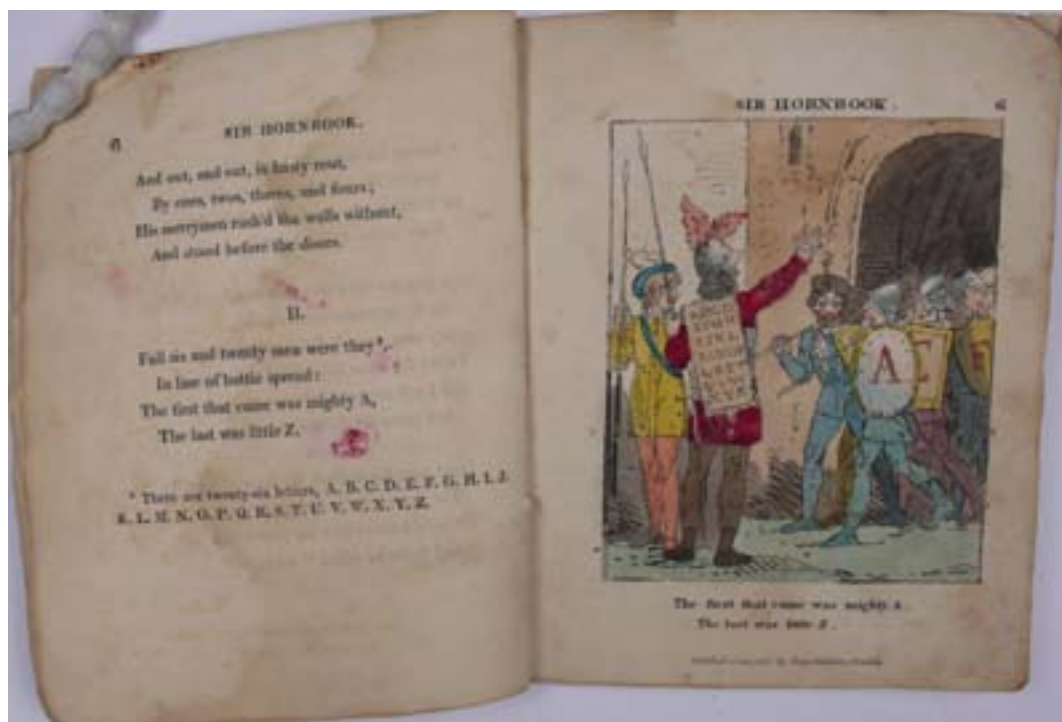 6
SIR HORNBOOK.
And out, and out, in hasty rout,
By ones, twos, threes, and fours;
His merrymen rush'd the walls without,
And stood before the doors.
II.
Full six and twenty men were they*,
In line of battle spread:
The first that came was mighty A,
The last was little Z.
* There are twenty-six letters, A. B. C. D. E. F. G. H. I. J.
K. L. M. N. O. P. Q. R. S. T. U. V. W. X. Y. Z.
SIR HORNBOOK.
A
The first that came was mighty A.
The last was little Z.